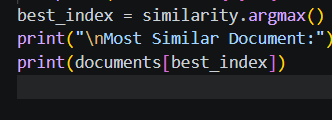 best_index = similarity.argmax()
print("\nMost Similar Document:")
print(documents[best_index])